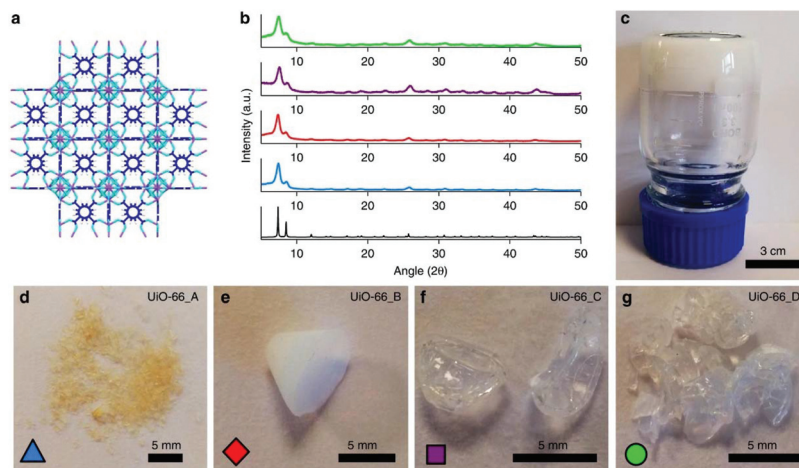 a
b
Intensity (a.u.)
10 20 30 40 50
10 20 30 40 50
10 20 30 40 50
10 20 30 40 50
10 20 30 40 50
Angle (2θ)
c
3 cm
d UiO-66_A
5 mm
e UiO-66_B
5 mm
f UiO-66_C
5 mm
g UiO-66_D
5 mm